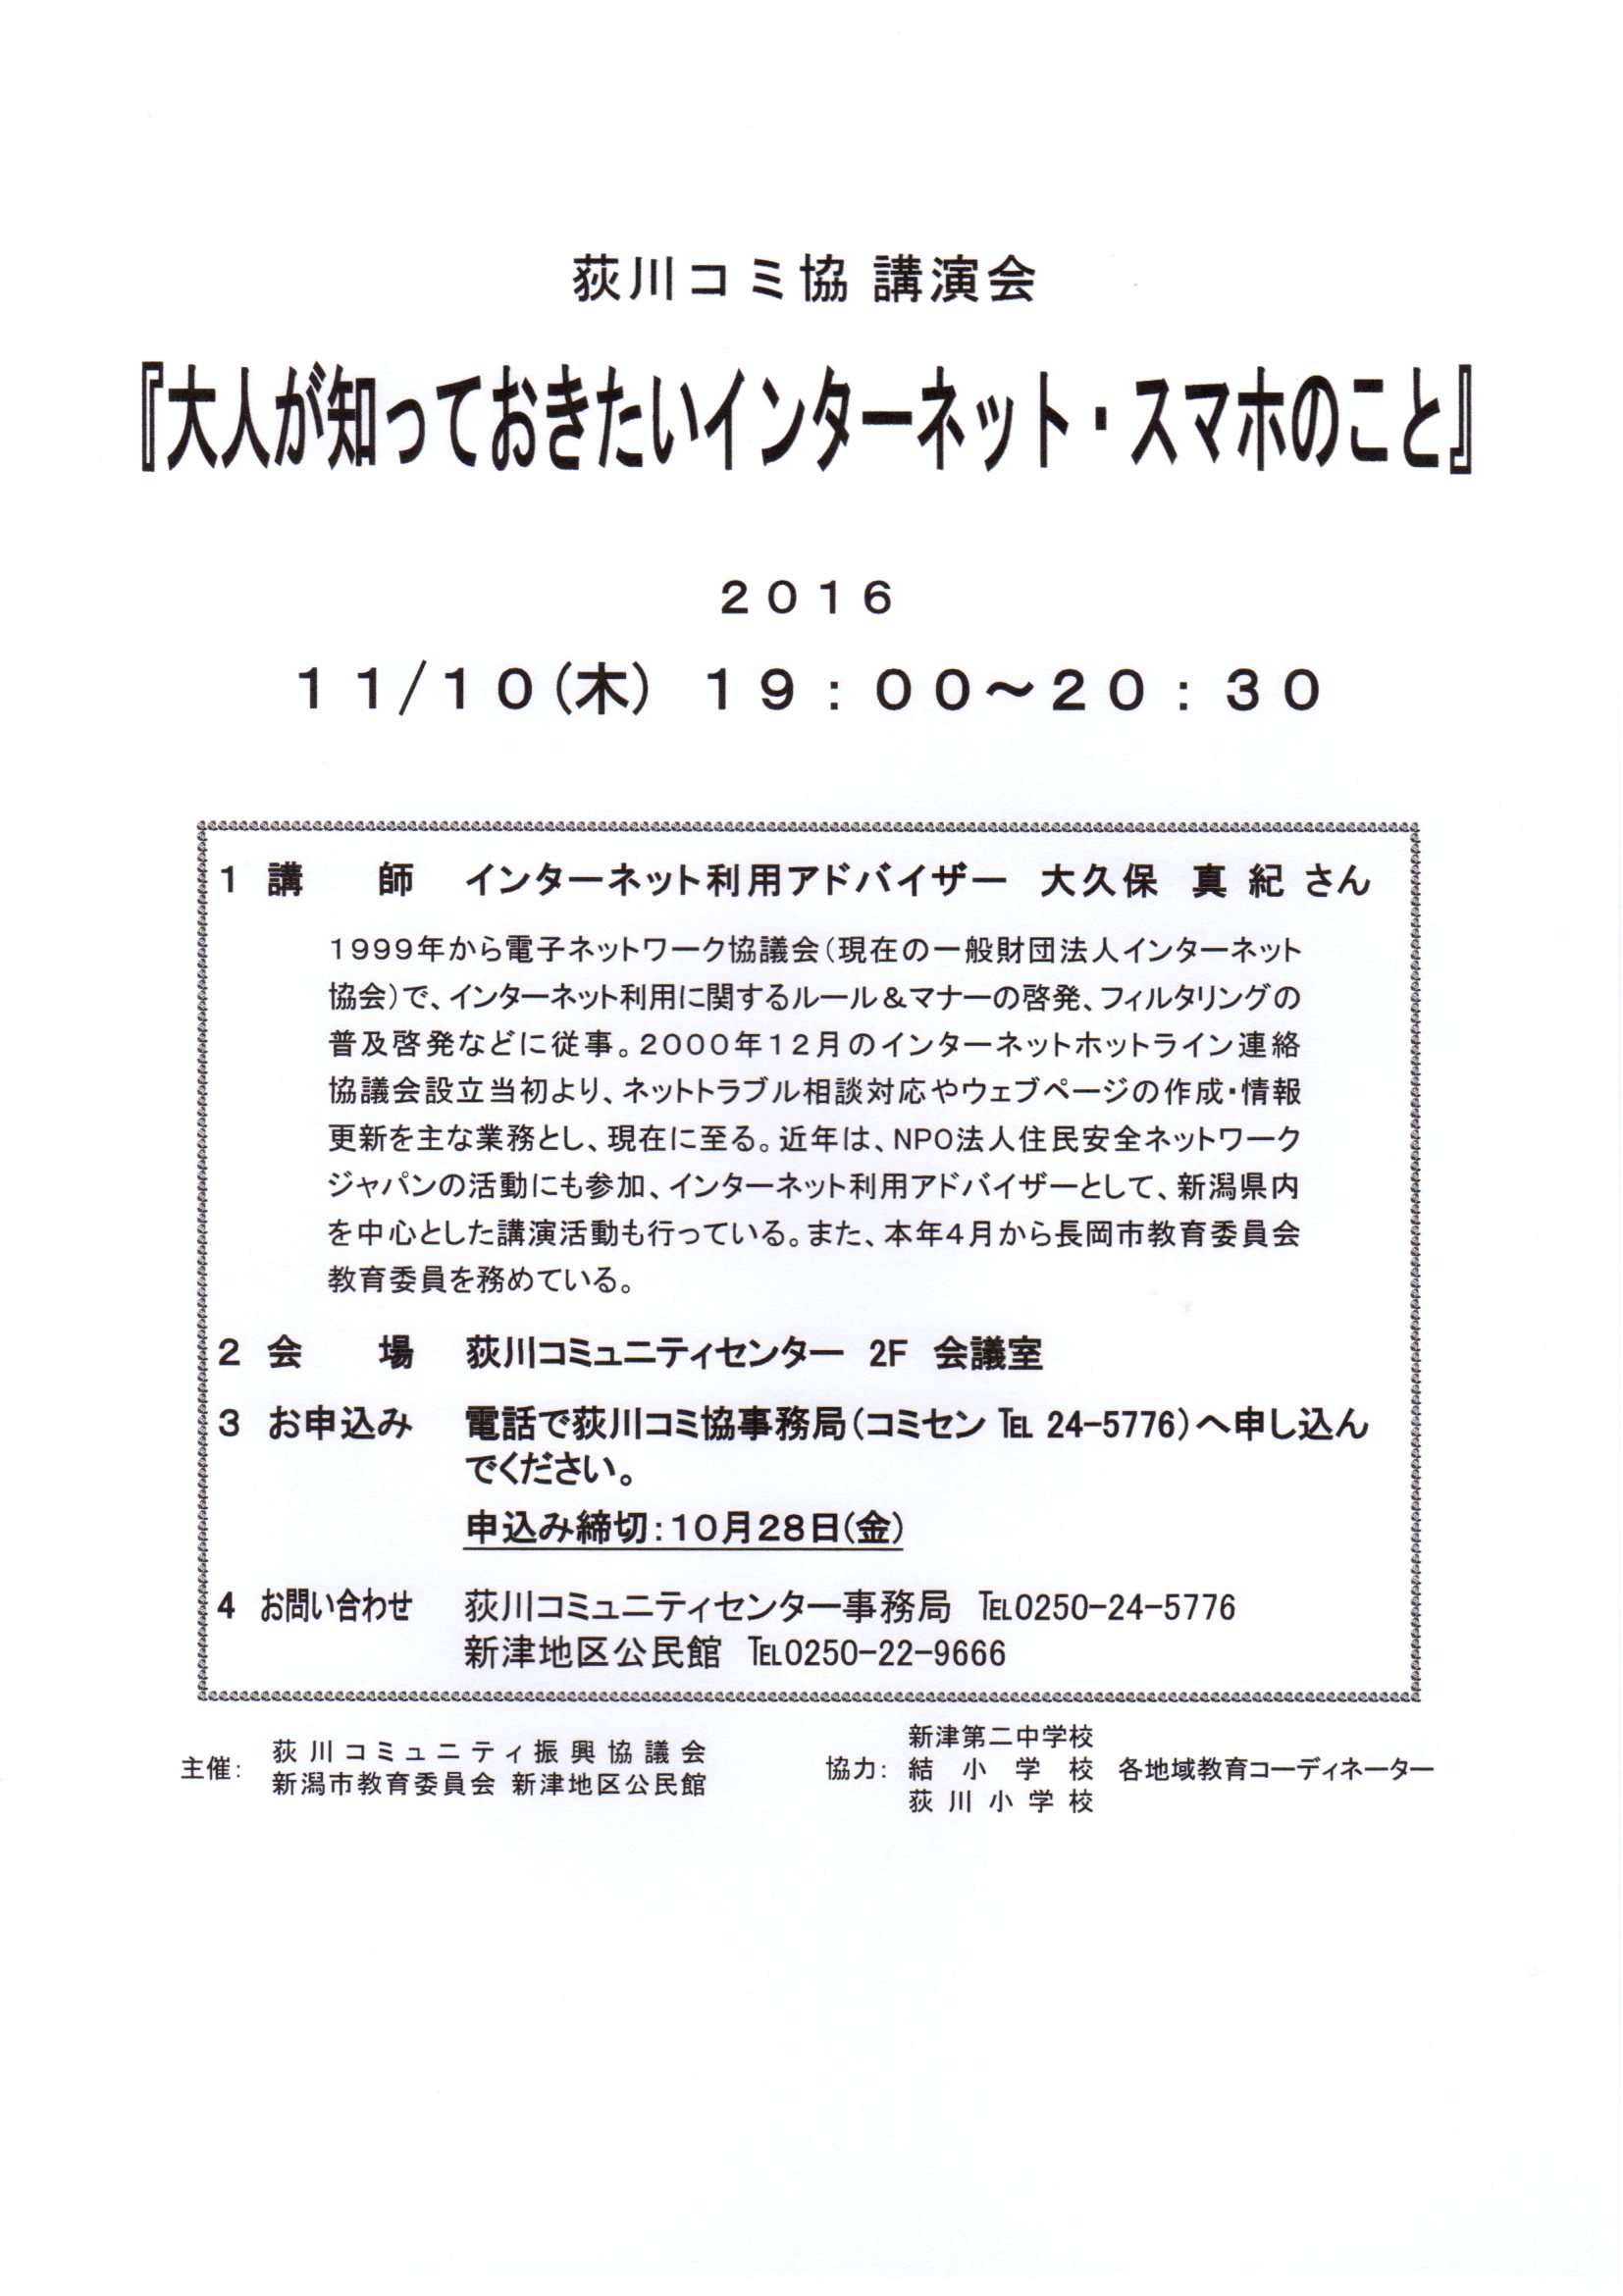 荻川コミ協 講演会
『大人が知っておきたいインターネット・スマホのこと』
２０１６
１１/１０(木) １９：００～２０：３０
1 講 師 インターネット利用アドバイザー 大久保 真紀 さん
1999年から電子ネットワーク協議会(現在の一般財団法人インターネット
協会)で、インターネット利用に関するルール＆マナーの啓発、フィルタリングの
普及啓発などに従事。2000年12月のインターネットホットライン連絡
協議会設立当初より、ネットトラブル相談対応やウェブページの作成・情報
更新を主な業務とし、現在に至る。近年は、NPO法人住民安全ネットワーク
ジャパンの活動にも参加、インターネット利用アドバイザーとして、新潟県内
を中心とした講演活動も行っている。また、本年4月から長岡市教育委員会
教育委員を務めている。
2 会 場 荻川コミュニティセンター 2F 会議室
3 お申込み 電話で荻川コミ協事務局(コミセン ℡ 24-5776)へ申し込ん
でください。
申込み締切：10月28日(金)
4 お問い合わせ 荻川コミュニティセンター事務局 ℡0250-24-5776
新津地区公民館 ℡0250-22-9666
主催： 荻川コミュニティ振興協議会
新潟市教育委員会 新津地区公民館
新津第二中学校
協力： 結小学校 各地域教育コーディネーター
荻川小学校